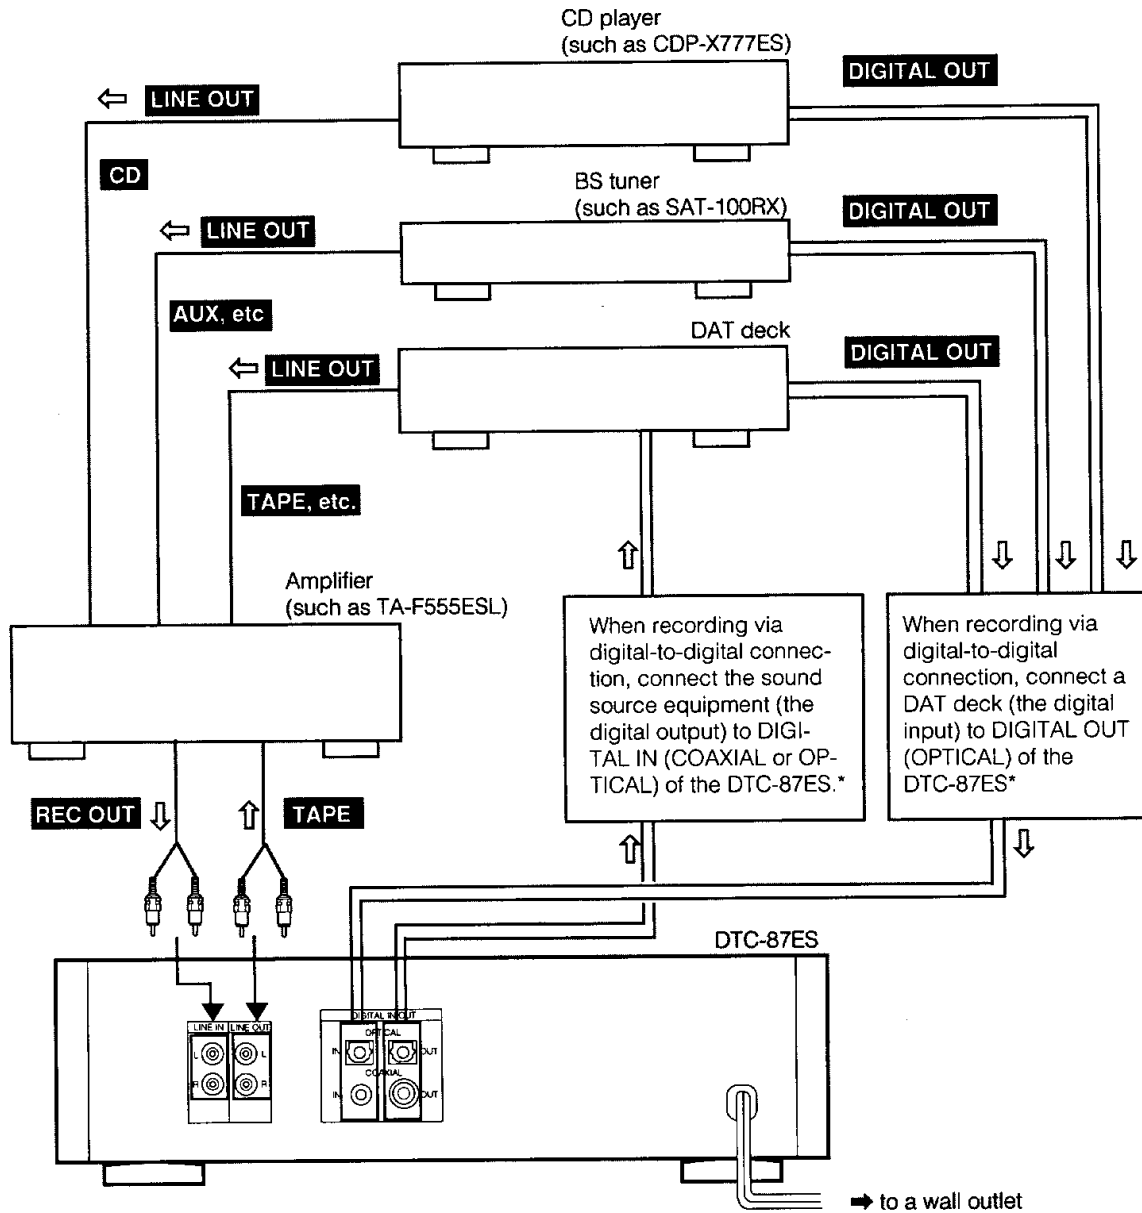 CD player
(such as CDP-X777ES)
DIGITAL OUT
LINE OUT
CD
BS tuner
(such as SAT-100RX)
DIGITAL OUT
LINE OUT
AUX, etc
DAT deck
DIGITAL OUT
LINE OUT
TAPE, etc.
Amplifier
(such as TA-F555ESL)
When recording via
digital-to-digital connec-
tion, connect the sound
source equipment (the
digital output) to DIGI-
TAL IN (COAXIAL or OP-
TICAL) of the DTC-87ES.*
When recording via
digital-to-digital
connection, connect a
DAT deck (the digital
input) to DIGITAL OUT
(OPTICAL) of the
DTC-87ES*
REC OUT
TAPE
DTC-87ES
LINE IN
LINE OUT
L
L
R
R
DIGITAL IN/OUT
OPTICAL
IN
OUT
COAXIAL
IN
OUT
to a wall outlet